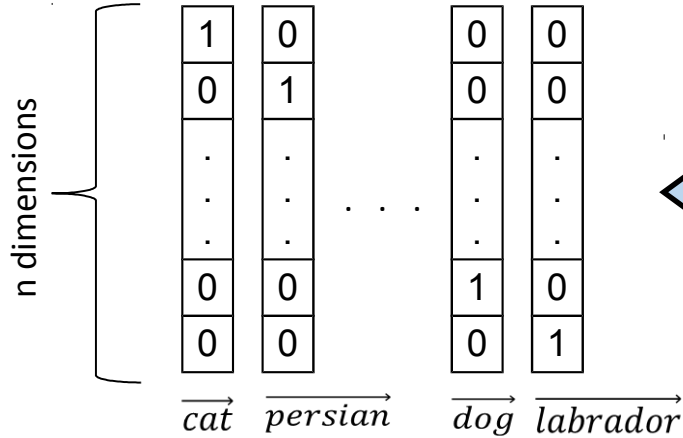 n dimensions
1 0 0 0
0 1 0 0
. . . .
. . . . . . .
. . . .
0 0 1 0
0 0 0 1
cat persian dog labrador